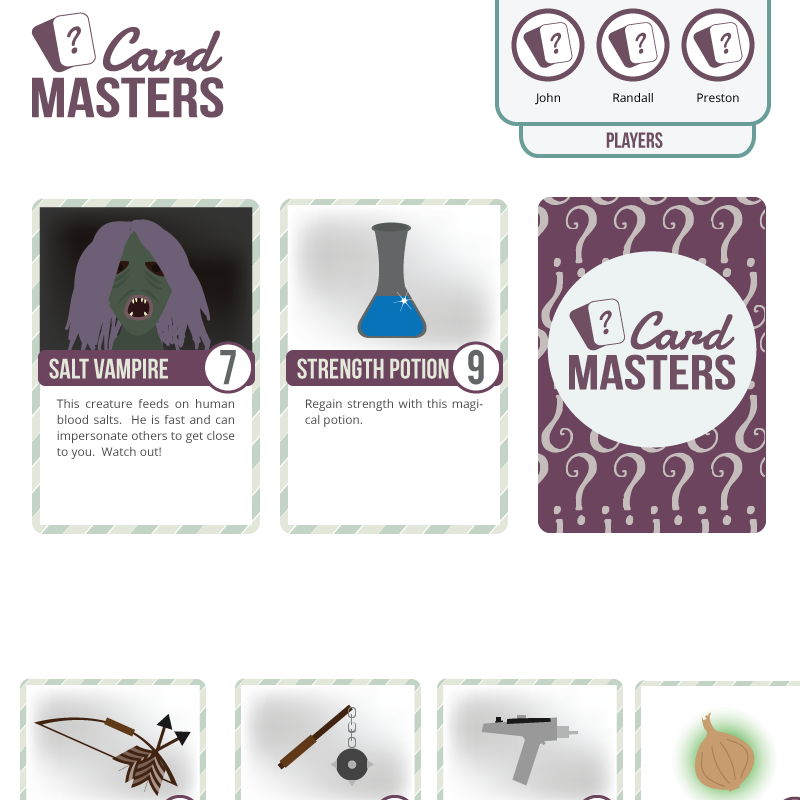 ? Card
MASTERS
John Randall Preston
PLAYERS
SALT VAMPIRE 7
This creature feeds on human
blood salts. He is fast and can
impersonate others to get close
to you. Watch out!
STRENGTH POTION 9
Regain strength with this magi-
cal potion.
? Card
MASTERS